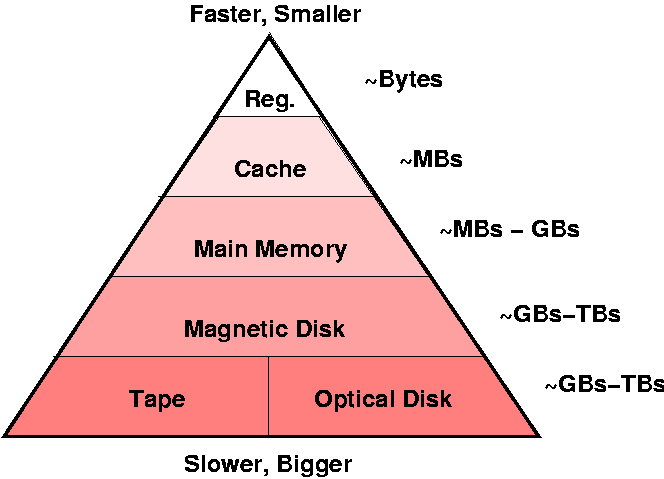 Faster, Smaller
Reg.
~Bytes
Cache
~MBs
Main Memory
~MBs – GBs
Magnetic Disk
~GBs–TBs
Tape
Optical Disk
~GBs–TBs
Slower, Bigger